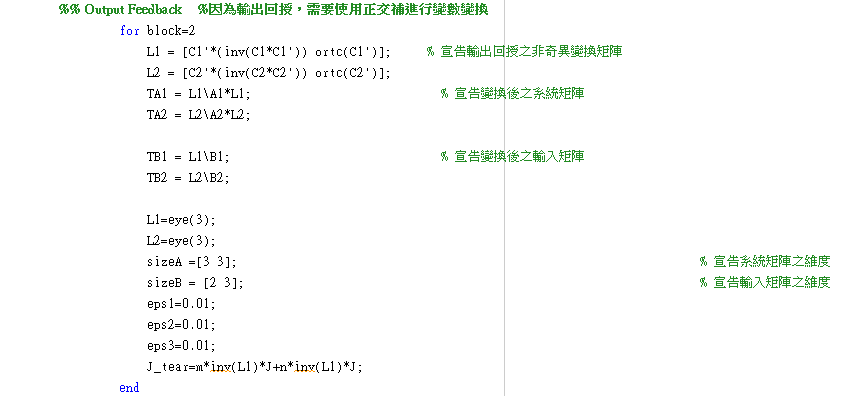 %% Output Feedback %因為輸出回授，需要使用正交補進行變數變換
for block=2
L1 = [C1'*(inv(C1*C1')) ortc(C1')]; % 宣告輸出回授之非奇異變換矩陣
L2 = [C2'*(inv(C2*C2')) ortc(C2')];
TA1 = L1\A1*L1; % 宣告變換後之系統矩陣
TA2 = L2\A2*L2;
TB1 = L1\B1; % 宣告變換後之輸入矩陣
TB2 = L2\B2;
L1=eye(3);
L2=eye(3);
sizeA =[3 3]; % 宣告系統矩陣之維度
sizeB = [2 3]; % 宣告輸入矩陣之維度
eps1=0.01;
eps2=0.01;
eps3=0.01;
J_tear=m*inv(L1)*J+n*inv(L1)*J;
end